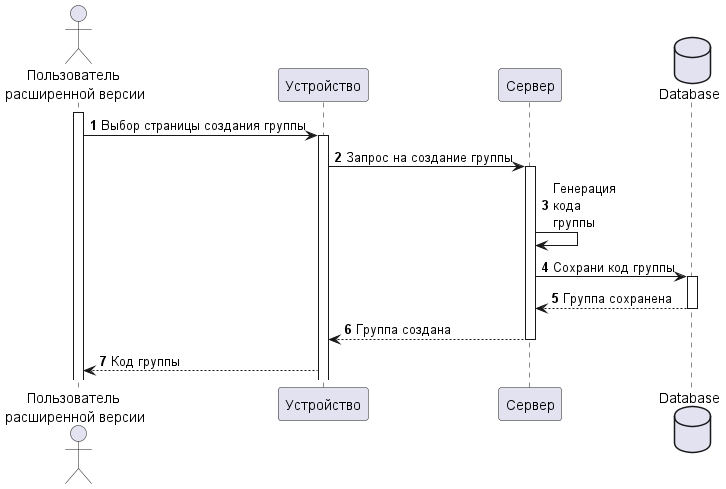 Пользователь
расширенной версии
Устройство
Сервер
Database
1 Выбор страницы создания группы
2 Запрос на создание группы
Генерация
3 кода
группы
4 Сохрани код группы
5 Группа сохранена
6 Группа создана
7 Код группы
Пользователь
расширенной версии
Устройство
Сервер
Database